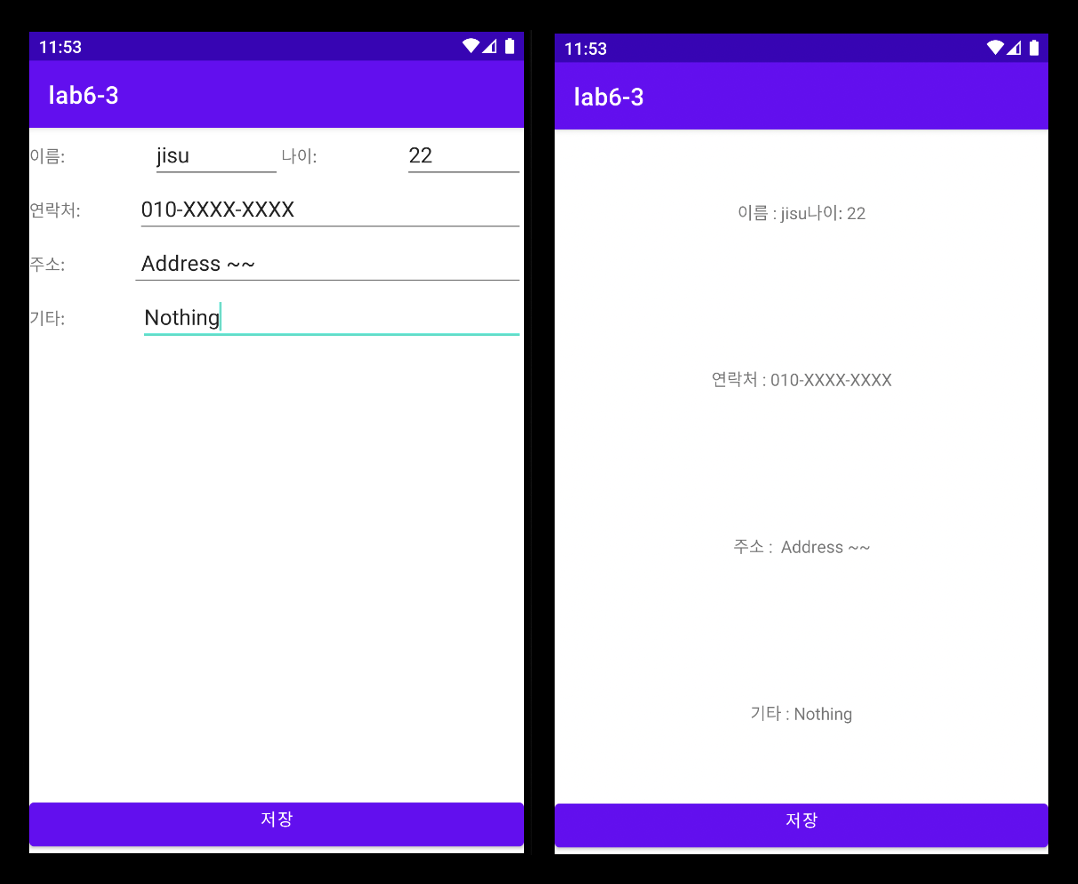 11:53
lab6-3
이름: jisu 나이: 22
연락처: 010-XXXX-XXXX
주소: Address ~~
기타: Nothing
저장
11:53
lab6-3
이름 : jisu나이: 22
연락처 : 010-XXXX-XXXX
주소 :  Address ~~
기타 : Nothing
저장